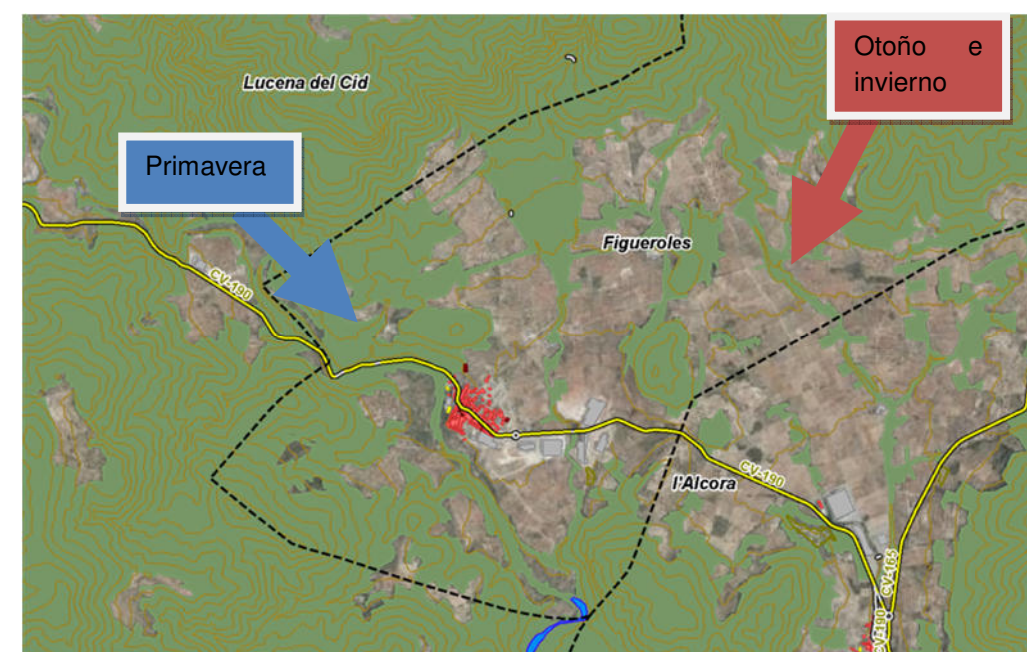 Otoño e
invierno
Lucena del Cid
Primavera
Figueroles
CV-190
l'Alcora
CV-190
CV-165
CV-190